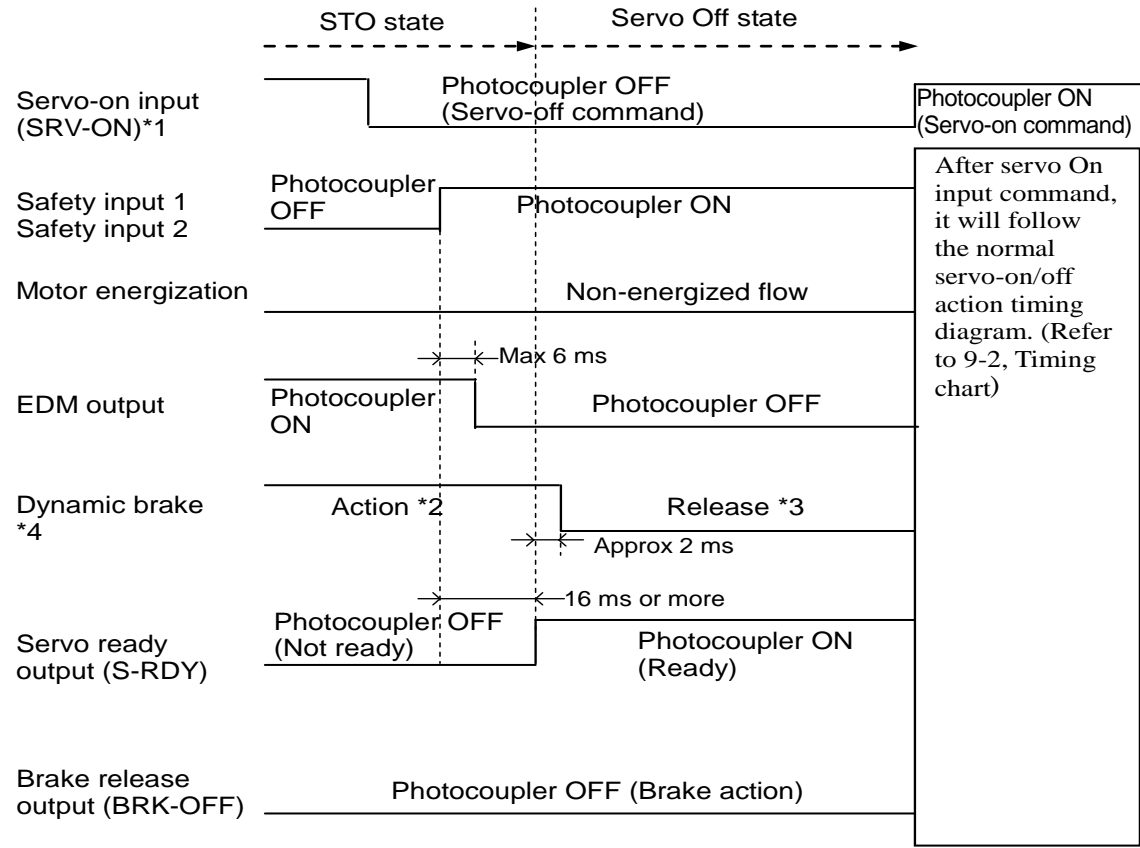 STO state
Servo Off state
Servo-on input
(SRV-ON)*1
Photocoupler OFF
(Servo-off command)
Photocoupler ON
(Servo-on command)
Safety input 1
Safety input 2
Photocoupler
OFF
Photocoupler ON
After servo On
input command,
it will follow
the normal
servo-on/off
action timing
diagram. (Refer
to 9-2, Timing
chart)
Motor energization
Non-energized flow
Max 6 ms
EDM output
Photocoupler
ON
Photocoupler OFF
Dynamic brake
*4
Action *2
Release *3
Approx 2 ms
16 ms or more
Servo ready
output (S-RDY)
Photocoupler OFF
(Not ready)
Photocoupler ON
(Ready)
Brake release
output (BRK-OFF)
Photocoupler OFF (Brake action)